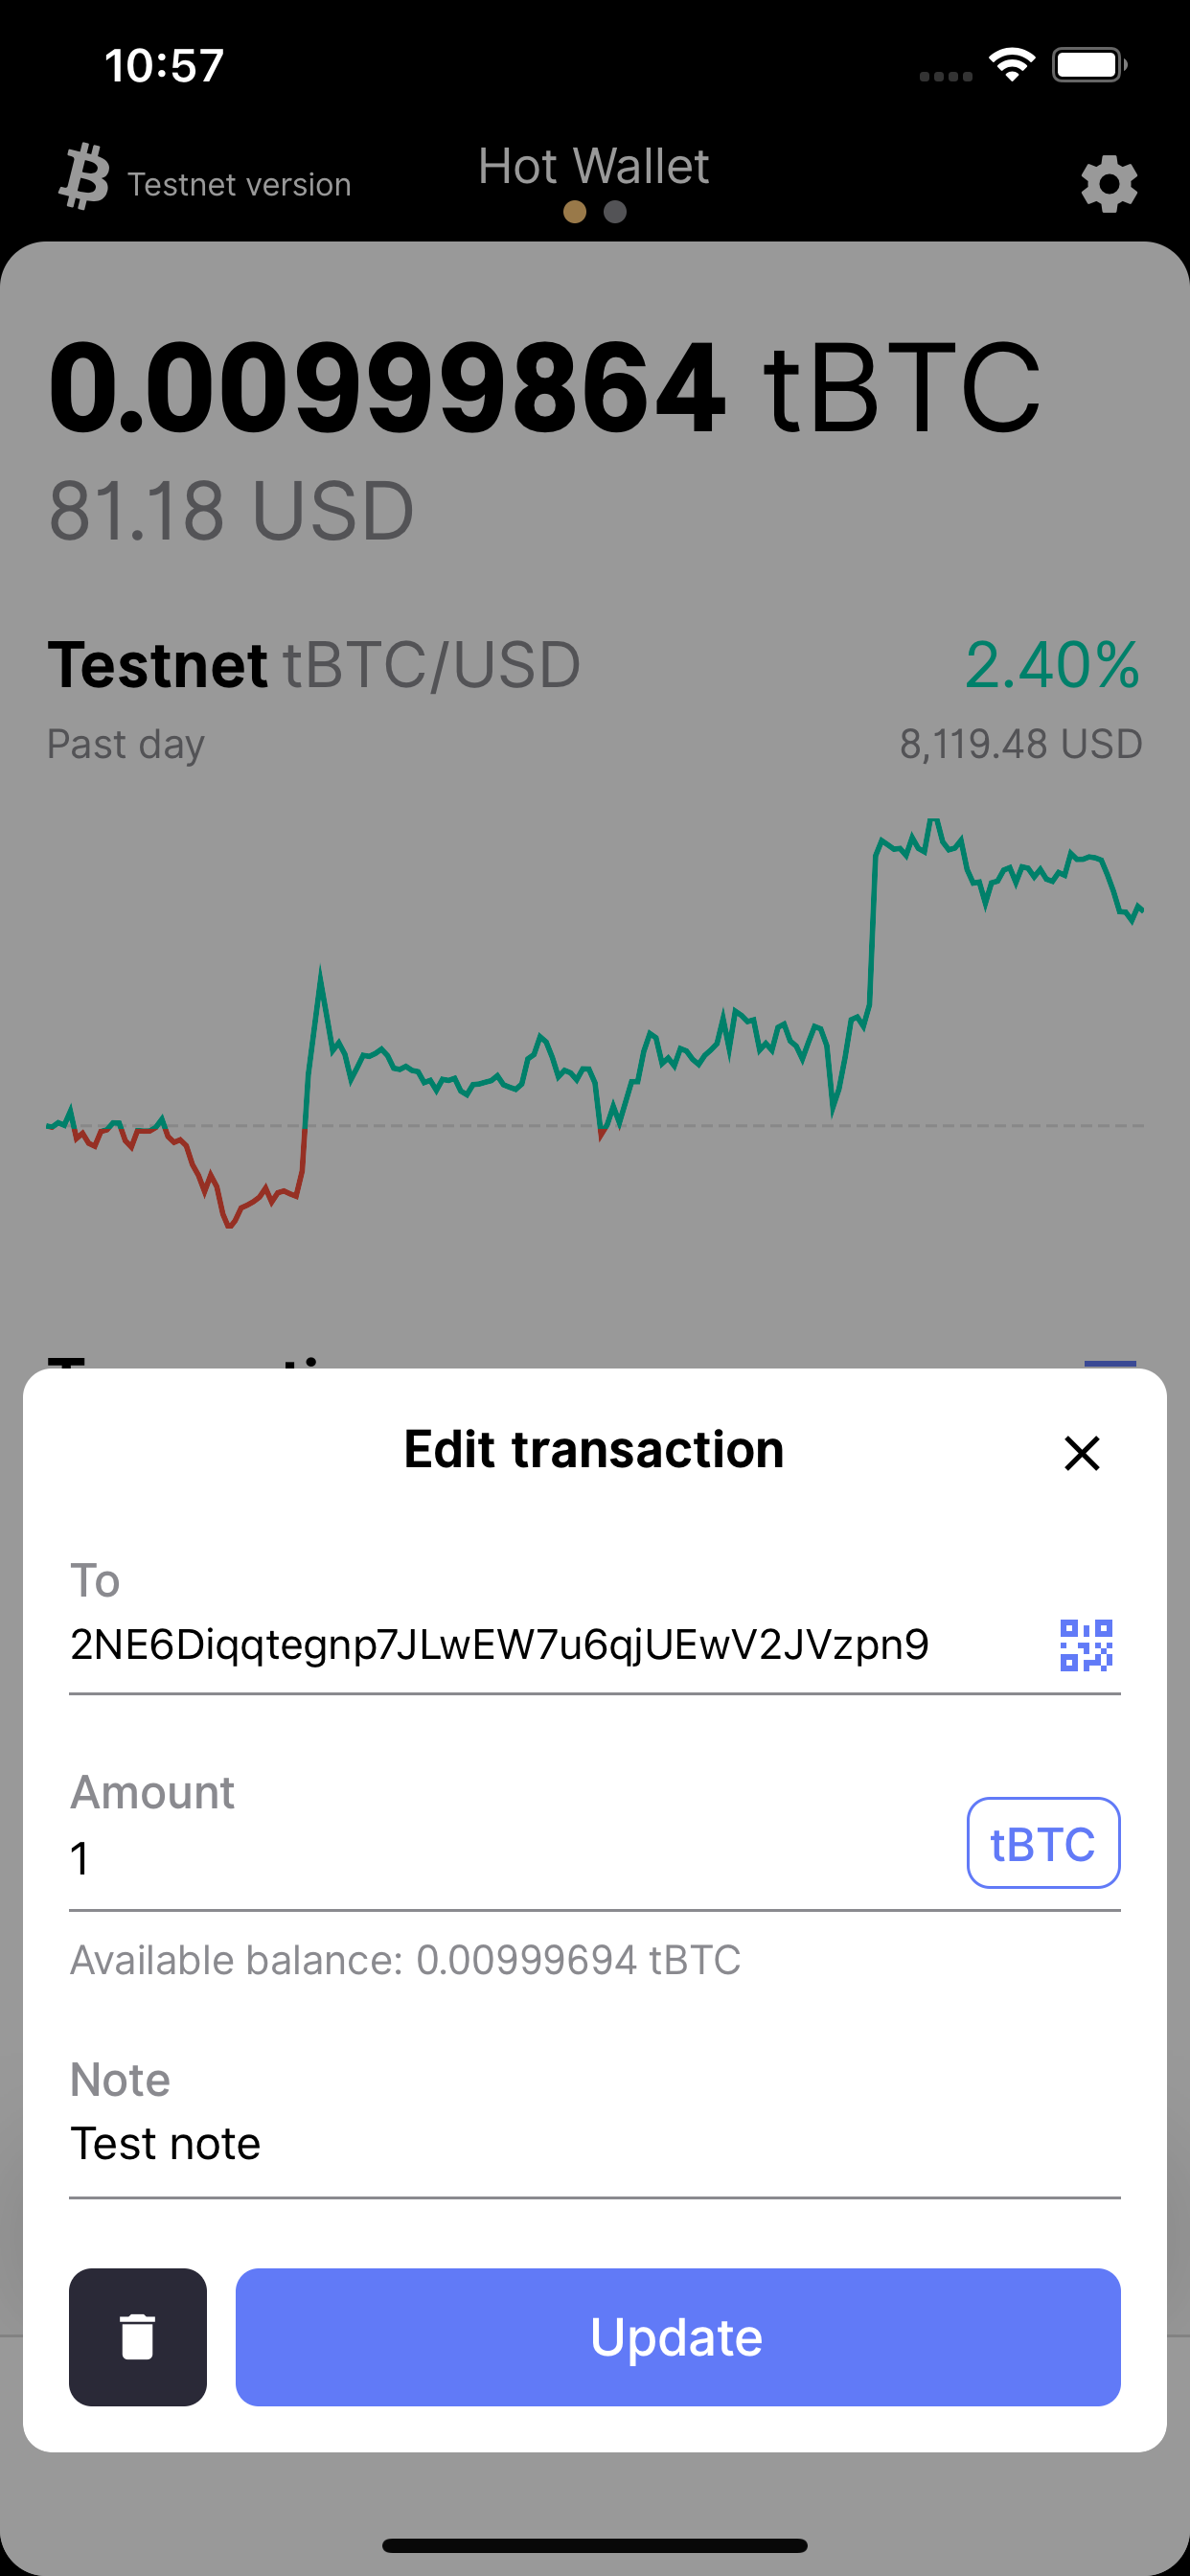 10:57
Testnet version
Hot Wallet
0.00999864 tBTC
81.18 USD
Testnet tBTC/USD 2.40%
Past day 8,119.48 USD
Edit transaction
To
2NE6Diqqtegnp7JLwEW7u6qjUEwV2JVzpn9
Amount
1 tBTC
Available balance: 0.00999694 tBTC
Note
Test note
Update